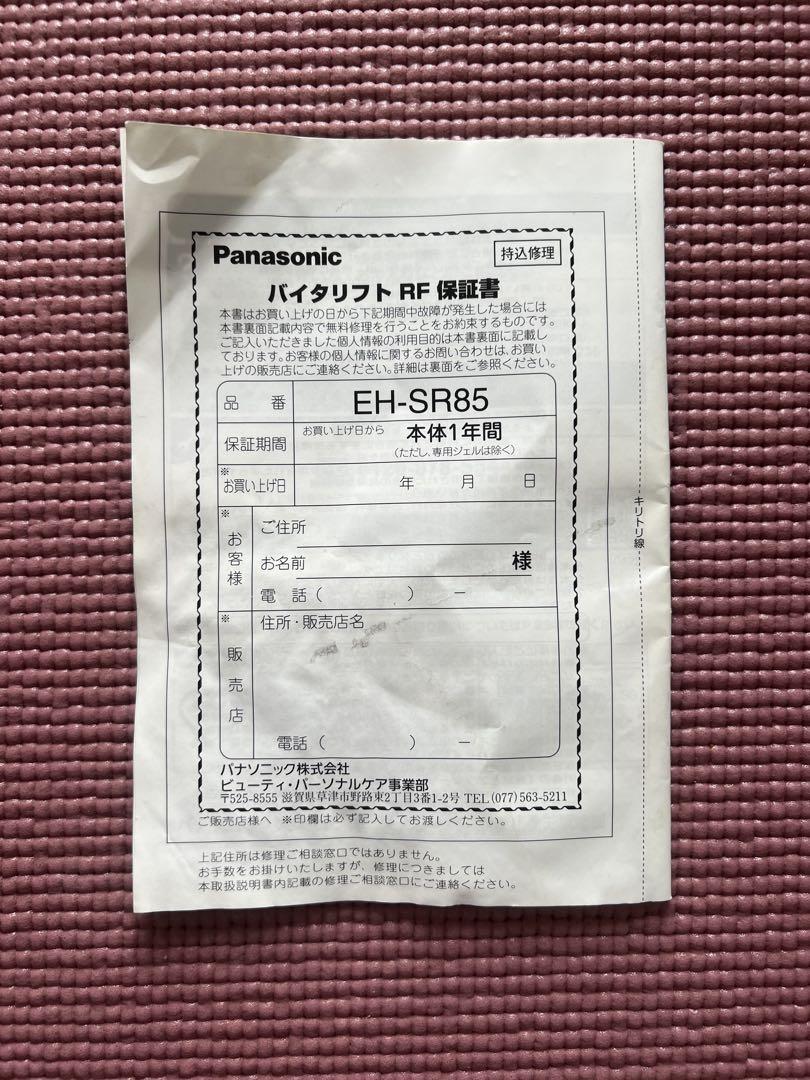 Panasonic
持込修理
バイタリフト RF 保証書
本書はお買い上げの日から下記期間中故障が発生した場合には
本書裏面記載内容で無料修理を行うことをお約束するものです。
ご記入いただきました個人情報の利用目的は本書裏面に記載し
ております。お客様の個人情報に関するお問い合わせは、お買い
上げの販売店にご連絡ください。詳細は裏面をご参照ください。
品 番 EH-SR85
保証期間 お買い上げ日から 本体1年間
(ただし、専用ジェルは除く)
※お買い上げ日 年 月 日
※お客様
ご住所
お名前 様
電 話 ( ) −
※販売店
住所・販売店名
電話 ( ) −
パナソニック株式会社
ビューティ・パーソナルケア事業部
〒525-8555 滋賀県草津市野路東2丁目3番1-2号 TEL (077) 563-5211
ご販売店様へ ※印欄は必ず記入してお渡しください。
上記住所は修理ご相談窓口ではありません。
お手数をお掛けいたしますが、修理につきましては
本取扱説明書内記載の修理ご相談窓口にご連絡ください。
キリトリ線